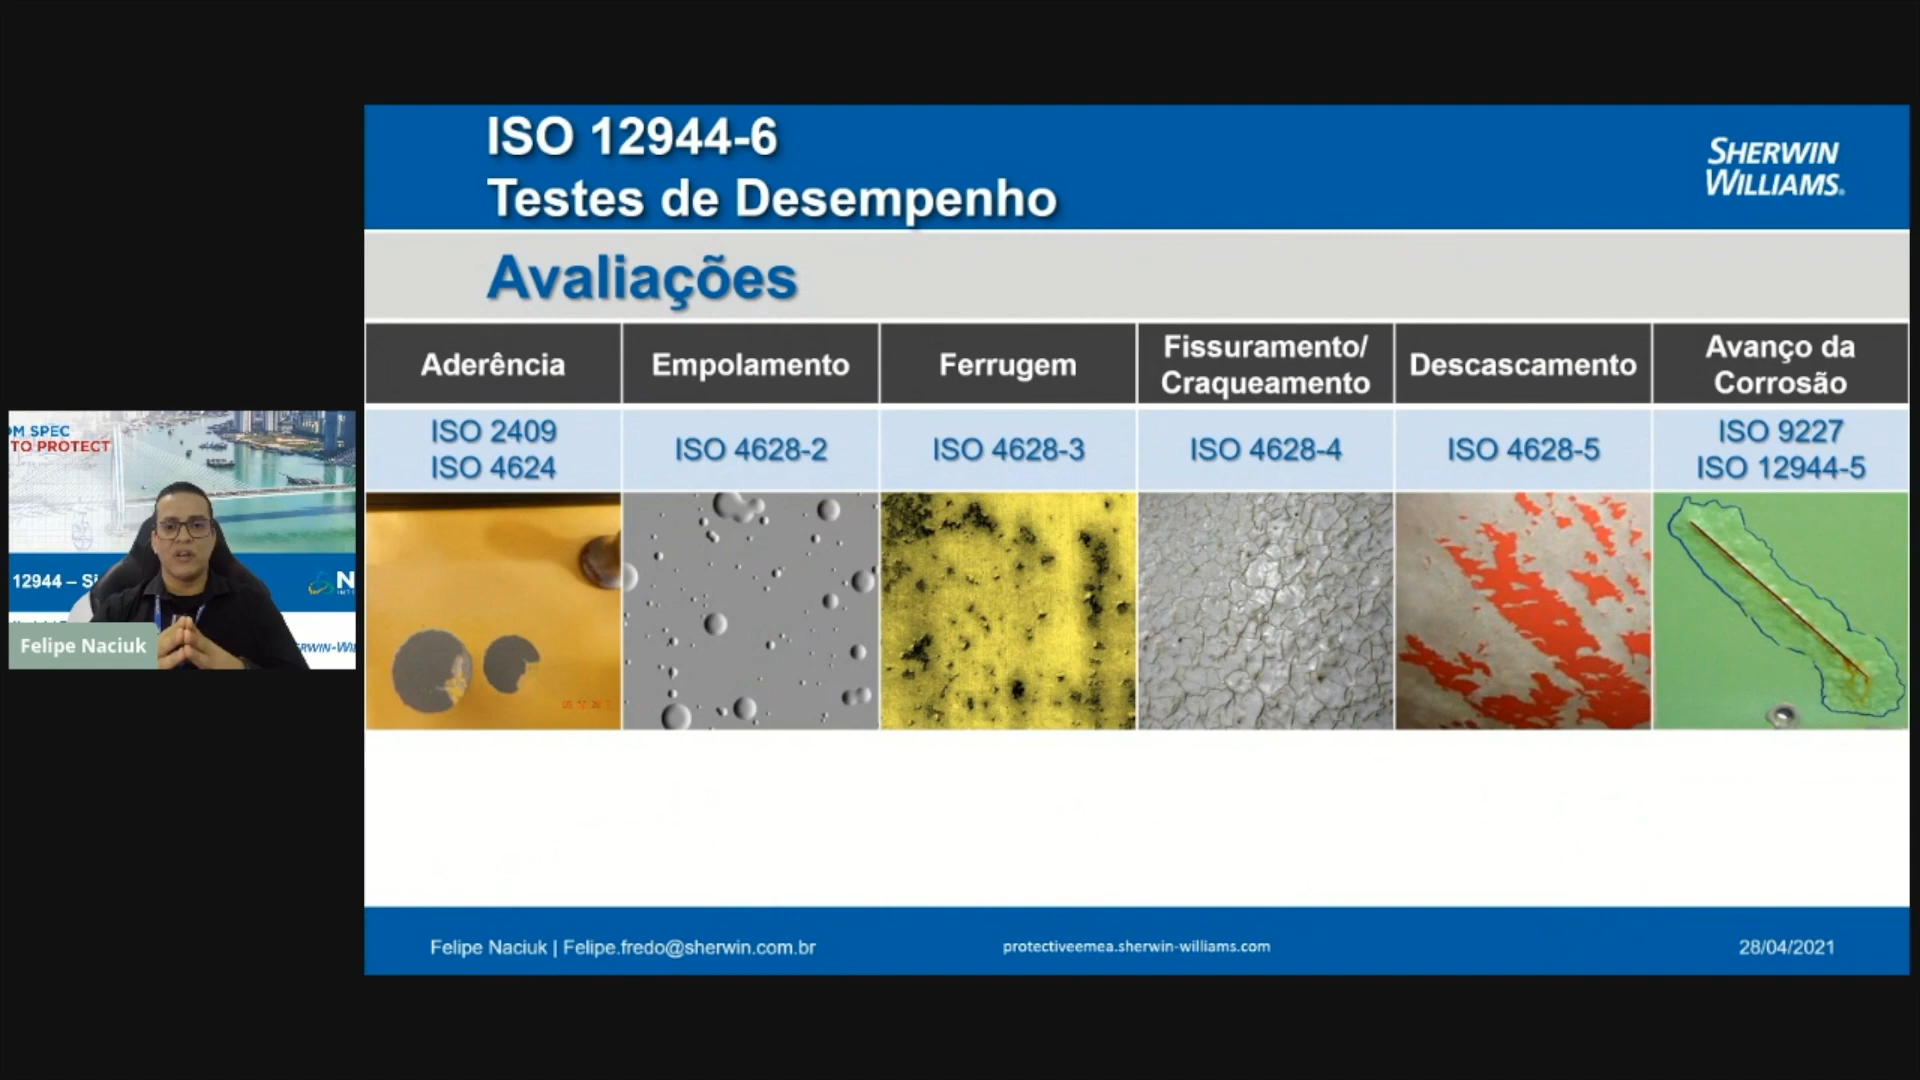 ISO 12944-6
Testes de Desempenho
SHERWIN
WILLIAMS.
Avaliações
Aderência
Empolamento
Ferrugem
Fissuramento/
Craqueamento
Descascamento
Avanço da
Corrosão
ISO 2409
ISO 4624
ISO 4628-2
ISO 4628-3
ISO 4628-4
ISO 4628-5
ISO 9227
ISO 12944-5
TO PROTECT
SPEC
12944 – Si
Felipe Naciuk
Felipe Naciuk | Felipe.fredo@sherwin.com.br
protectiveemea.sherwin-williams.com
28/04/2021